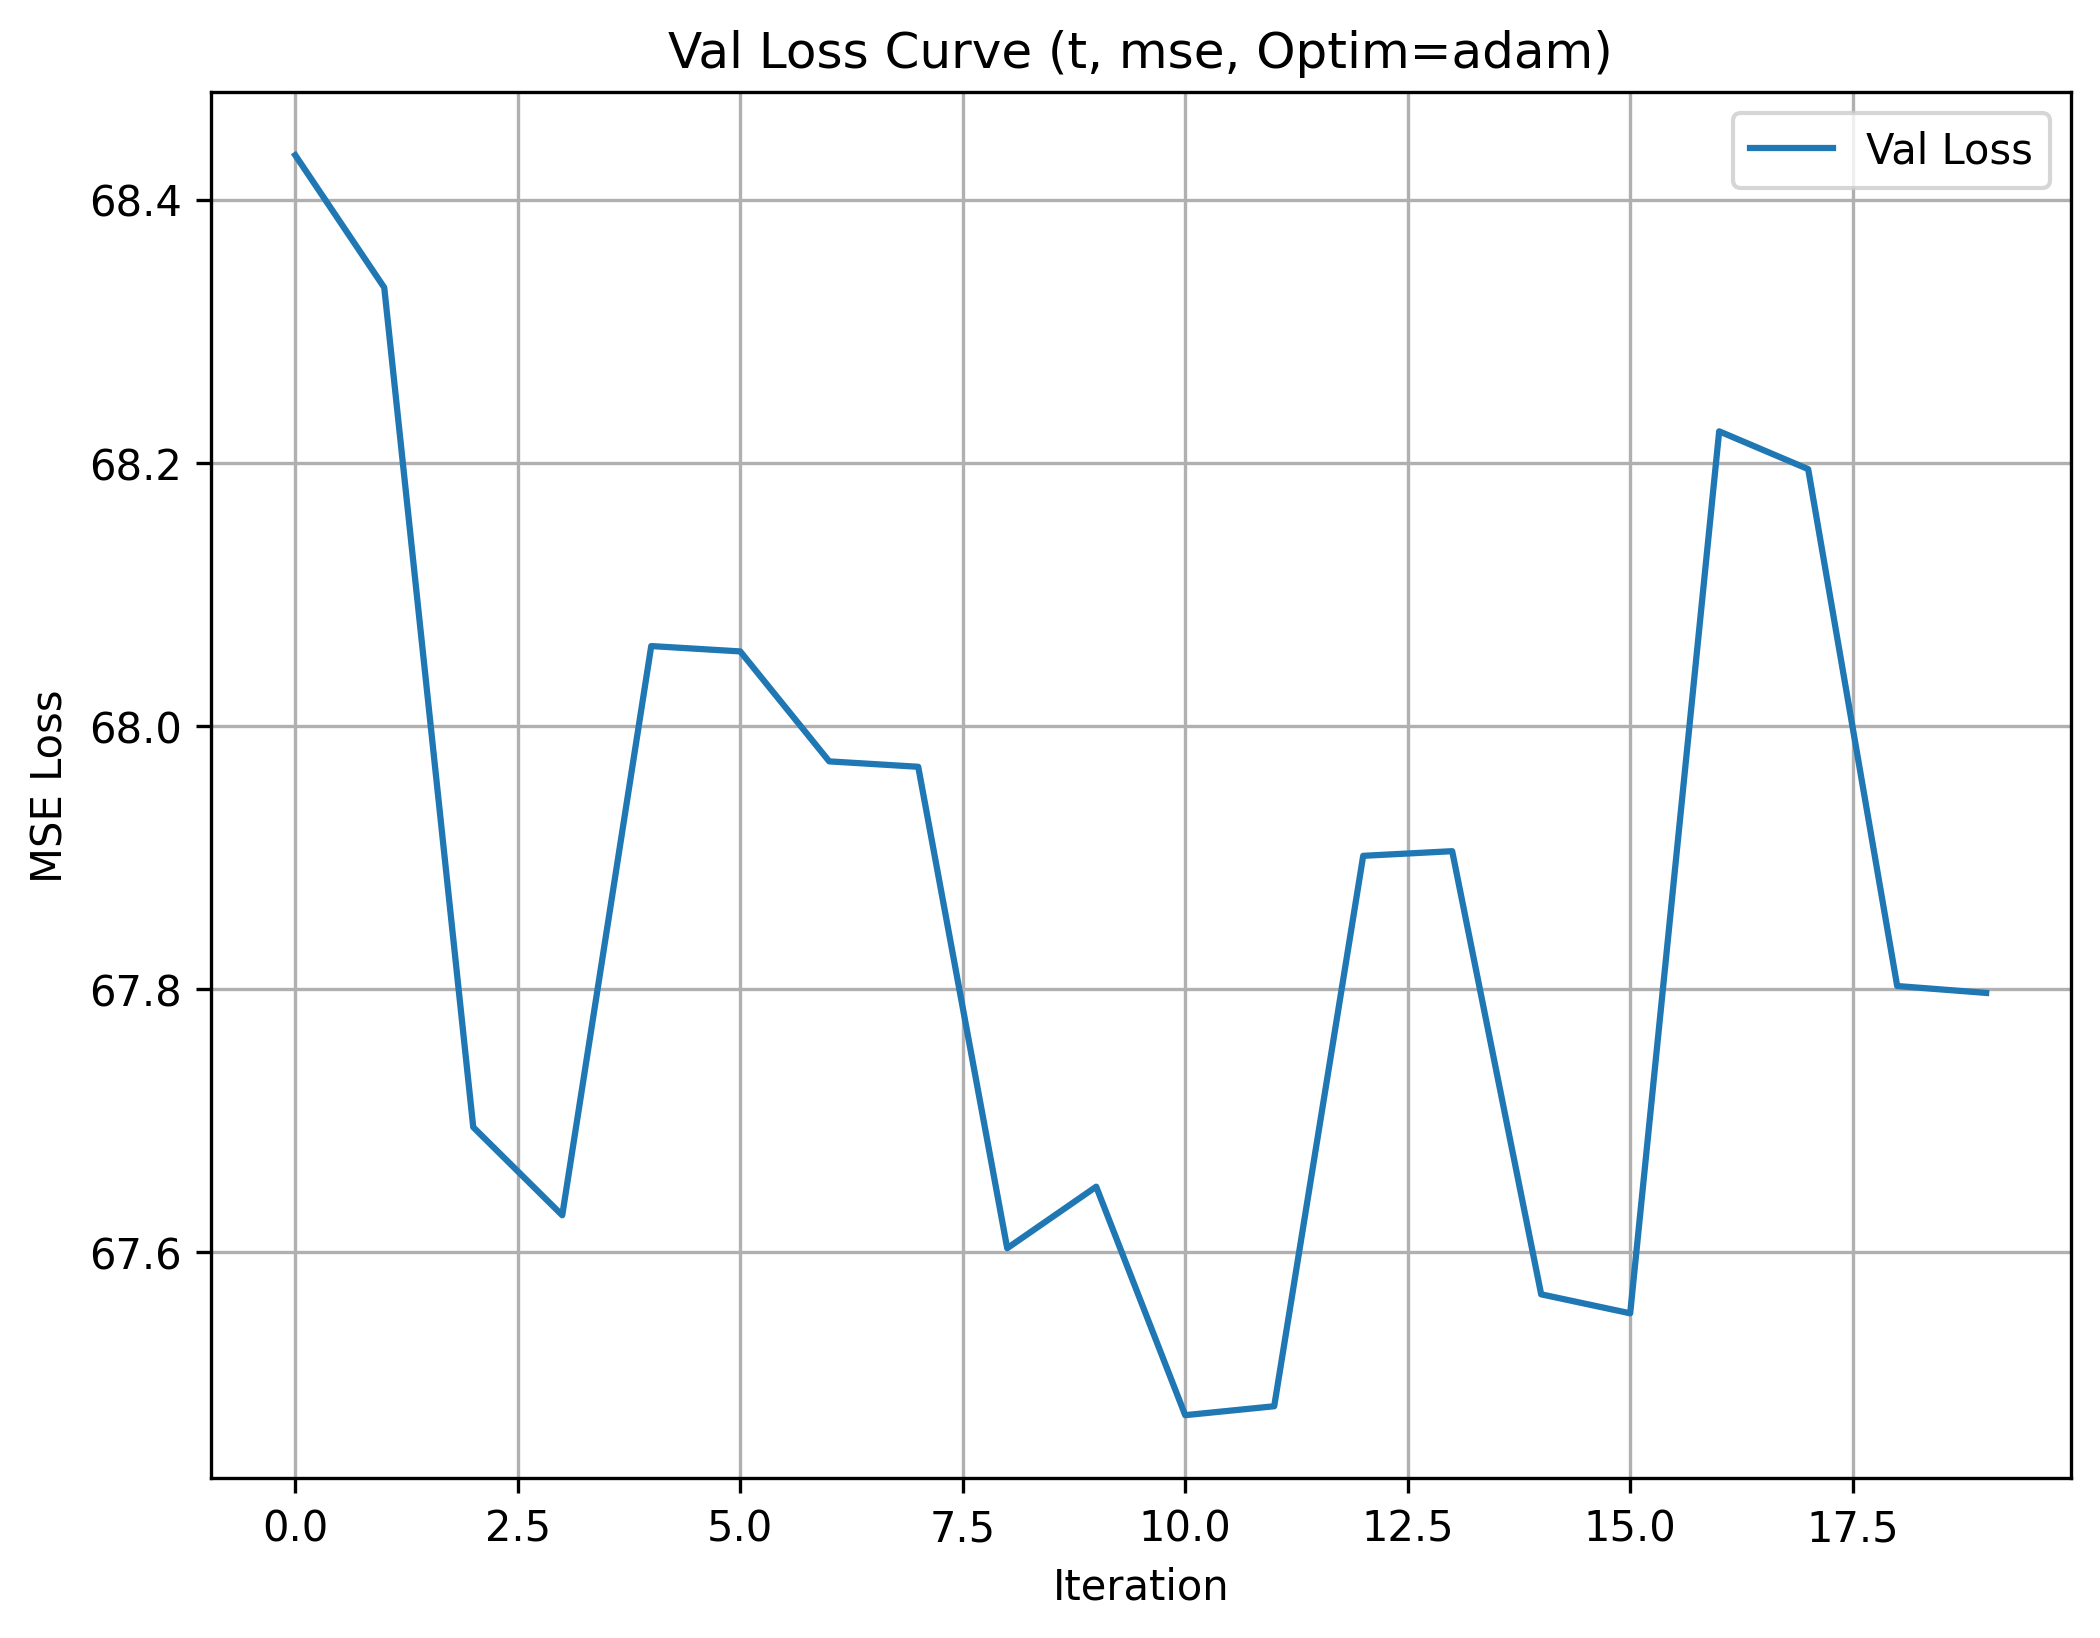 Val Loss Curve (t, mse, Optim=adam)
Val Loss
68.4
68.2
68.0
67.8
67.6
MSE Loss
0.0 2.5 5.0 7.5 10.0 12.5 15.0 17.5
Iteration